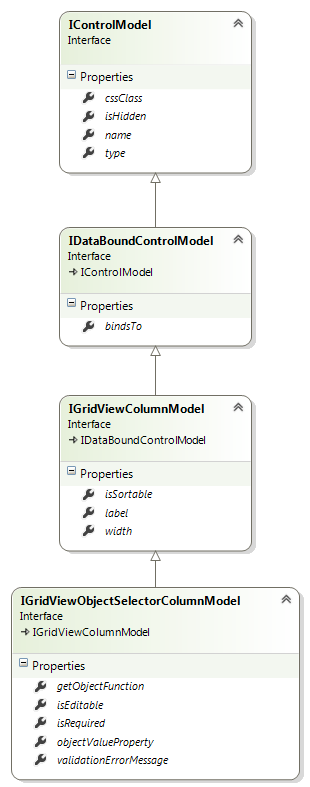 IControlModel
Interface
Properties
cssClass
isHidden
name
type
IDataBoundControlModel
Interface
IControlModel
Properties
bindsTo
IGridViewColumnModel
Interface
IDataBoundControlModel
Properties
isSortable
label
width
IGridViewObjectSelectorColumnModel
Interface
IGridViewColumnModel
Properties
getObjectFunction
isEditable
isRequired
objectValueProperty
validationErrorMessage